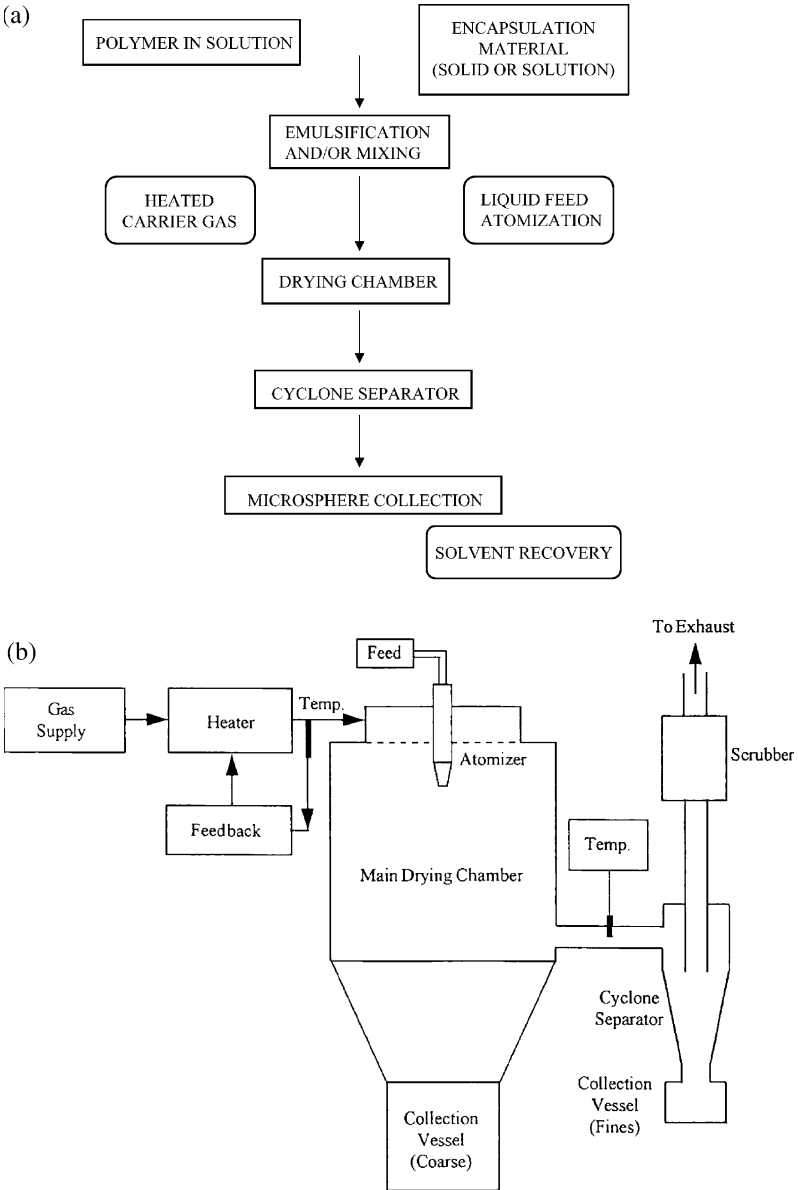 (a)
POLYMER IN SOLUTION
ENCAPSULATION
MATERIAL
(SOLID OR SOLUTION)
EMULSIFICATION
AND/OR MIXING
HEATED
CARRIER GAS
LIQUID FEED
ATOMIZATION
DRYING CHAMBER
CYCLONE SEPARATOR
MICROSPHERE COLLECTION
SOLVENT RECOVERY
(b)
To Exhaust
Feed
Gas
Supply
Heater
Temp.
Atomizer
Scrubber
Feedback
Temp.
Main Drying Chamber
Cyclone
Separator
Collection
Vessel
(Fines)
Collection
Vessel
(Coarse)